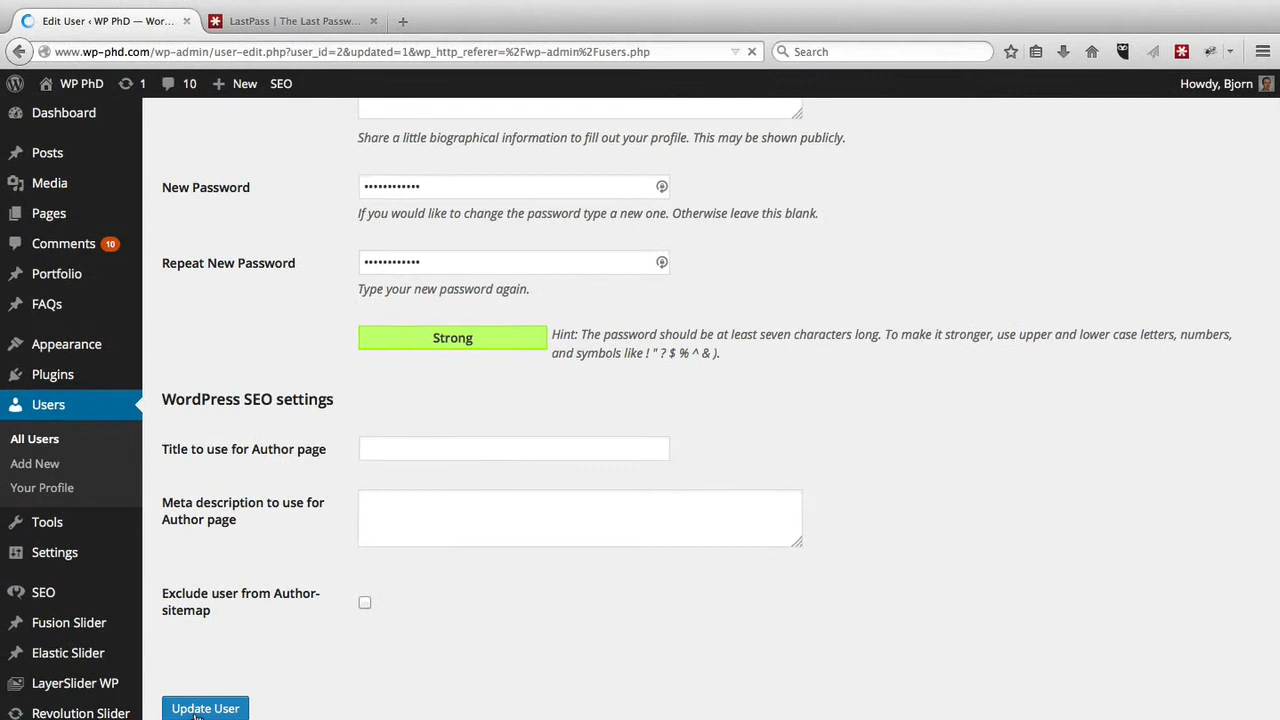 Edit User ‹ WP PhD — Wor...
LastPass | The Last Passw...
www.wp-phd.com/wp-admin/user-edit.php?user_id=2&updated=1&wp_http_referer=%2Fwp-admin%2Fusers.php
Search
WP PhD
1
10
New
SEO
Howdy, Bjorn
Dashboard
Posts
Media
Pages
Comments 10
Portfolio
FAQs
Appearance
Plugins
Users
All Users
Add New
Your Profile
Tools
Settings
SEO
Fusion Slider
Elastic Slider
LayerSlider WP
Revolution Slider
Share a little biographical information to fill out your profile. This may be shown publicly.
New Password
••••••••••••
If you would like to change the password type a new one. Otherwise leave this blank.
Repeat New Password
••••••••••••
Type your new password again.
Strong
Hint: The password should be at least seven characters long. To make it stronger, use upper and lower case letters, numbers,
and symbols like ! " ? $ % ^ & ).
WordPress SEO settings
Title to use for Author page
Meta description to use for
Author page
Exclude user from Author-
sitemap
Update User